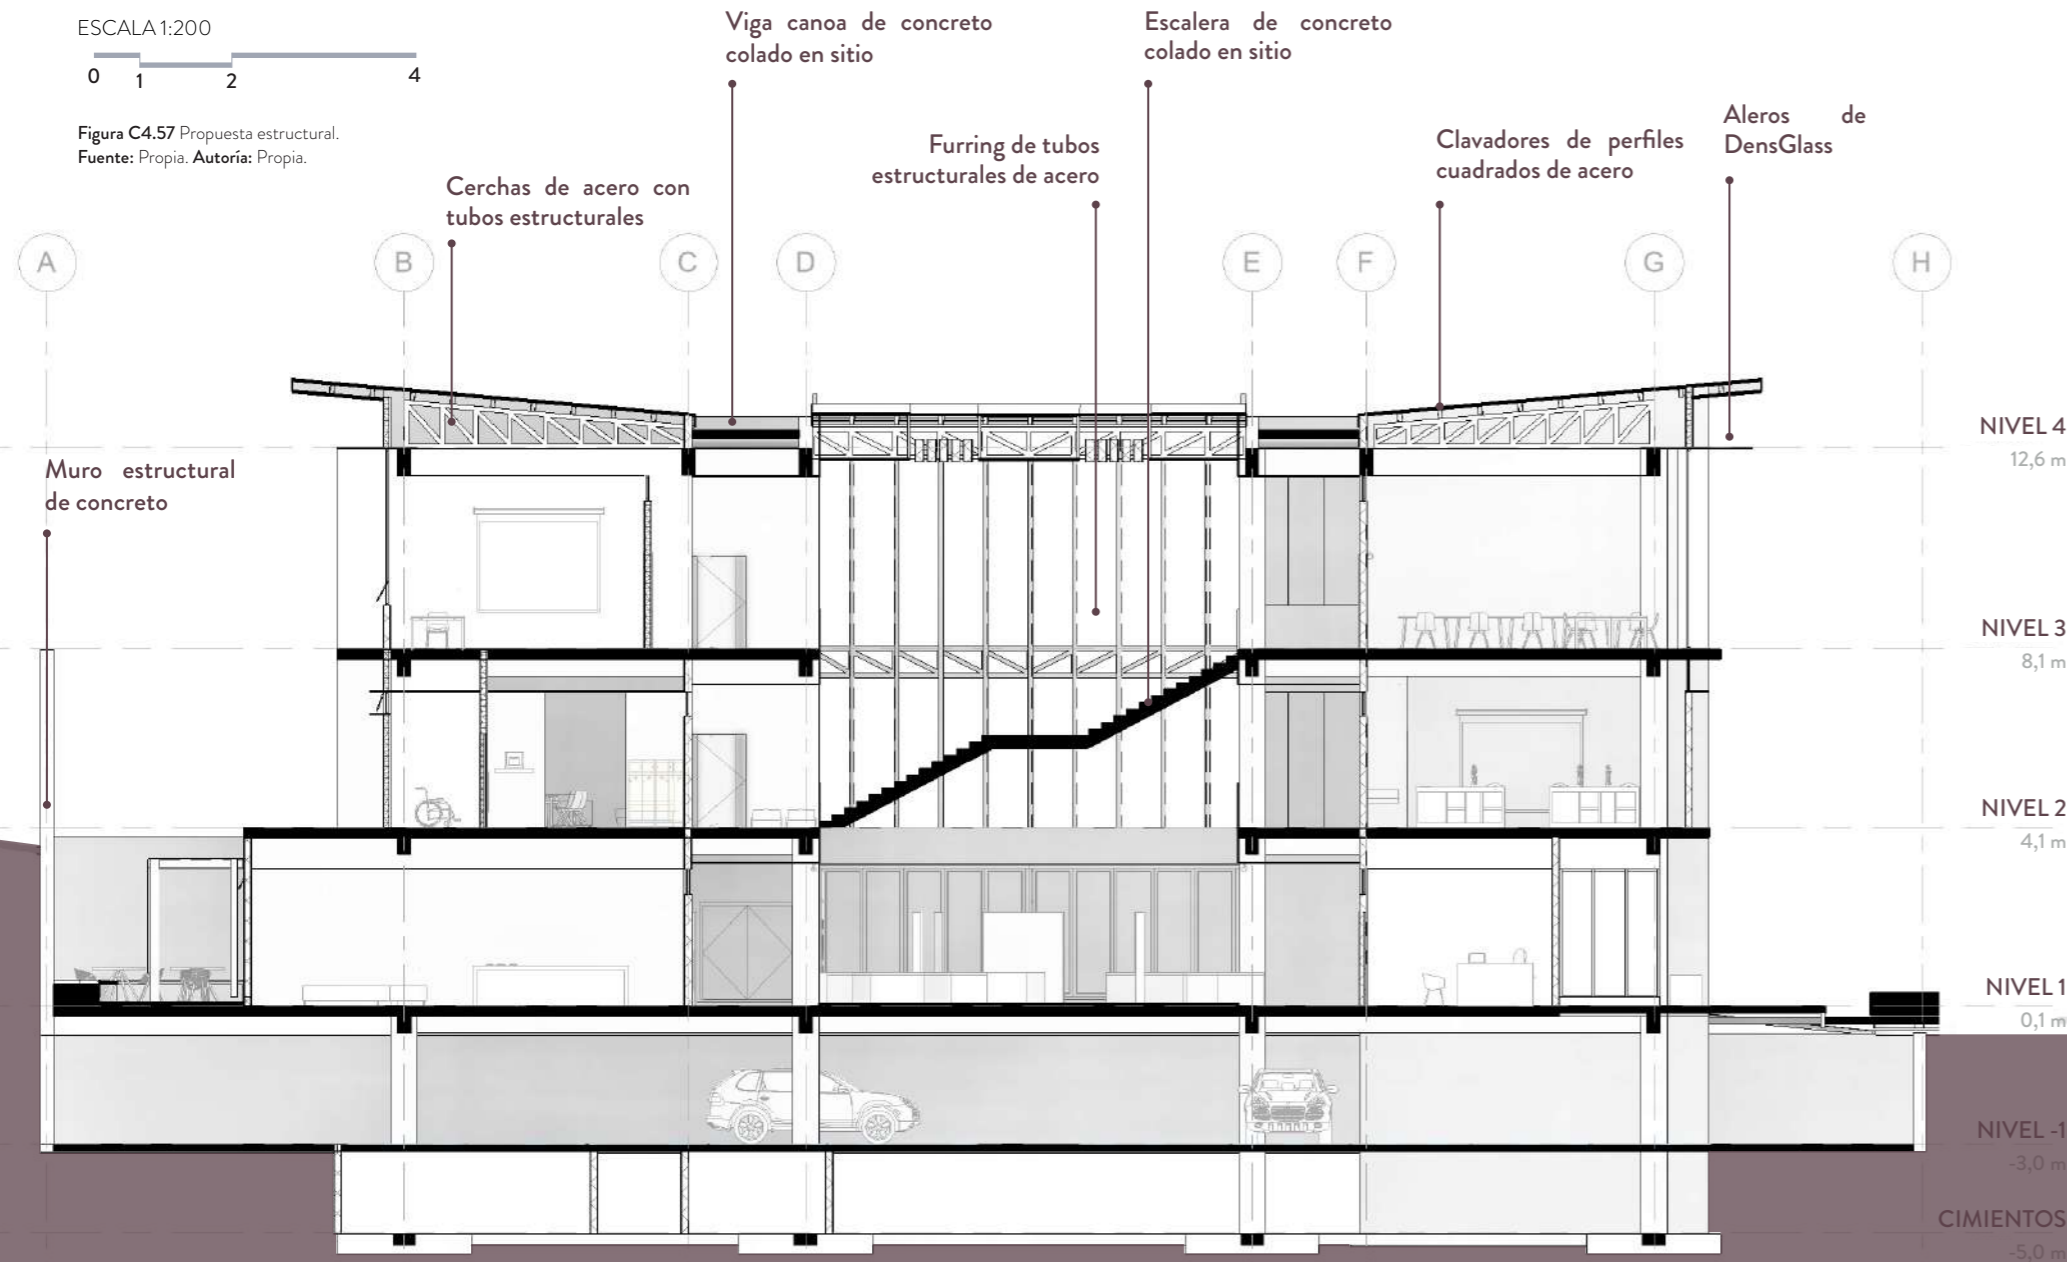 ESCALA 1:200
0 1 2 4
Figura C4.57 Propuesta estructural.
Fuente: Propia. Autoría: Propia.
Viga canoa de concreto
colado en sitio
Escalera de concreto
colado en sitio
Cerchas de acero con
tubos estructurales
Furring de tubos
estructurales de acero
Clavadores de perfiles
cuadrados de acero
Aleros de
DensGlass
A B C D E F G H
Muro estructural
de concreto
NIVEL 4
12,6 m
NIVEL 3
8,1 m
NIVEL 2
4,1 m
NIVEL 1
0,1 m
NIVEL -1
-3,0 m
CIMIENTOS
-5,0 m